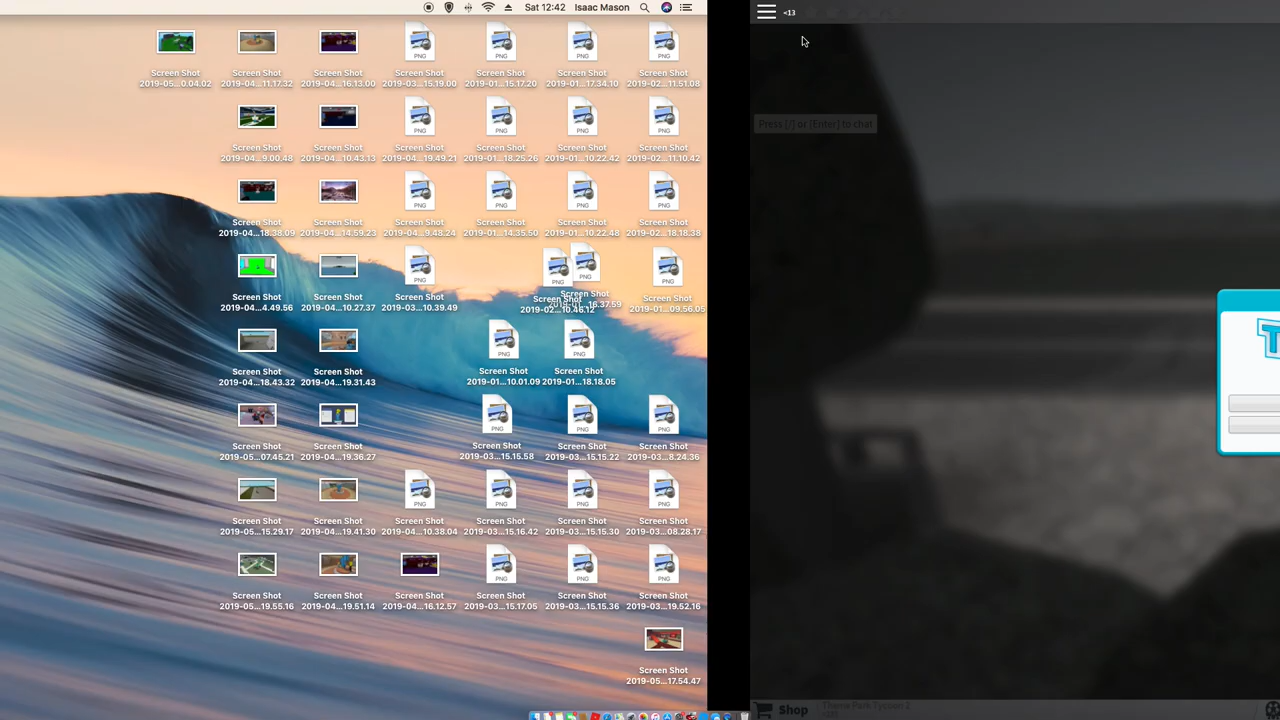 Sat 12:42 Isaac Mason
<13
Screen Shot
2019-05...0.04.02
Screen Shot
2019-04...11.17.32
Screen Shot
2019-04...16.13.00
Screen Shot
2019-03....15.19.00
Screen Shot
2019-01...15.17.20
Screen Shot
2019-01...17.34.10
Screen Shot
2019-02...11.51.08
Press [/] or [Enter] to chat
Screen Shot
2019-04...9.00.48
Screen Shot
2019-04...10.43.13
Screen Shot
2019-04...19.49.21
Screen Shot
2019-01...18.25.26
Screen Shot
2019-01...10.22.42
Screen Shot
2019-02...11.10.42
Screen Shot
2019-04...18.38.09
Screen Shot
2019-04...14.59.23
Screen Shot
2019-04...9.48.24
Screen Shot
2019-01...14.35.50
Screen Shot
2019-01...10.22.48
Screen Shot
2019-02...18.18.38
Screen Shot
2019-04...4.49.56
Screen Shot
2019-04...10.27.37
Screen Shot
2019-03...10.39.49
Screen Shot
2019-02...10.46.12
Screen Shot
16.37.59
Screen Shot
2019-01...09.56.05
Screen Shot
2019-04...18.43.32
Screen Shot
2019-04...19.31.43
Screen Shot
2019-01...10.01.09
Screen Shot
2019-01...18.18.05
Screen Shot
2019-05...07.45.21
Screen Shot
2019-04...19.36.27
Screen Shot
2019-03...15.15.58
Screen Shot
2019-03...15.15.22
Screen Shot
2019-03...8.24.36
Screen Shot
2019-05...15.29.17
Screen Shot
2019-04...19.41.30
Screen Shot
2019-04...10.38.04
Screen Shot
2019-03...15.16.42
Screen Shot
2019-03...15.15.30
Screen Shot
2019-03...08.28.17
Screen Shot
2019-05...19.55.16
Screen Shot
2019-04...19.51.14
Screen Shot
2019-04...16.12.57
Screen Shot
2019-03...15.17.05
Screen Shot
2019-03...15.15.36
Screen Shot
2019-03...19.52.16
Screen Shot
2019-05...17.54.47
Shop
Theme Park Tycoon 2